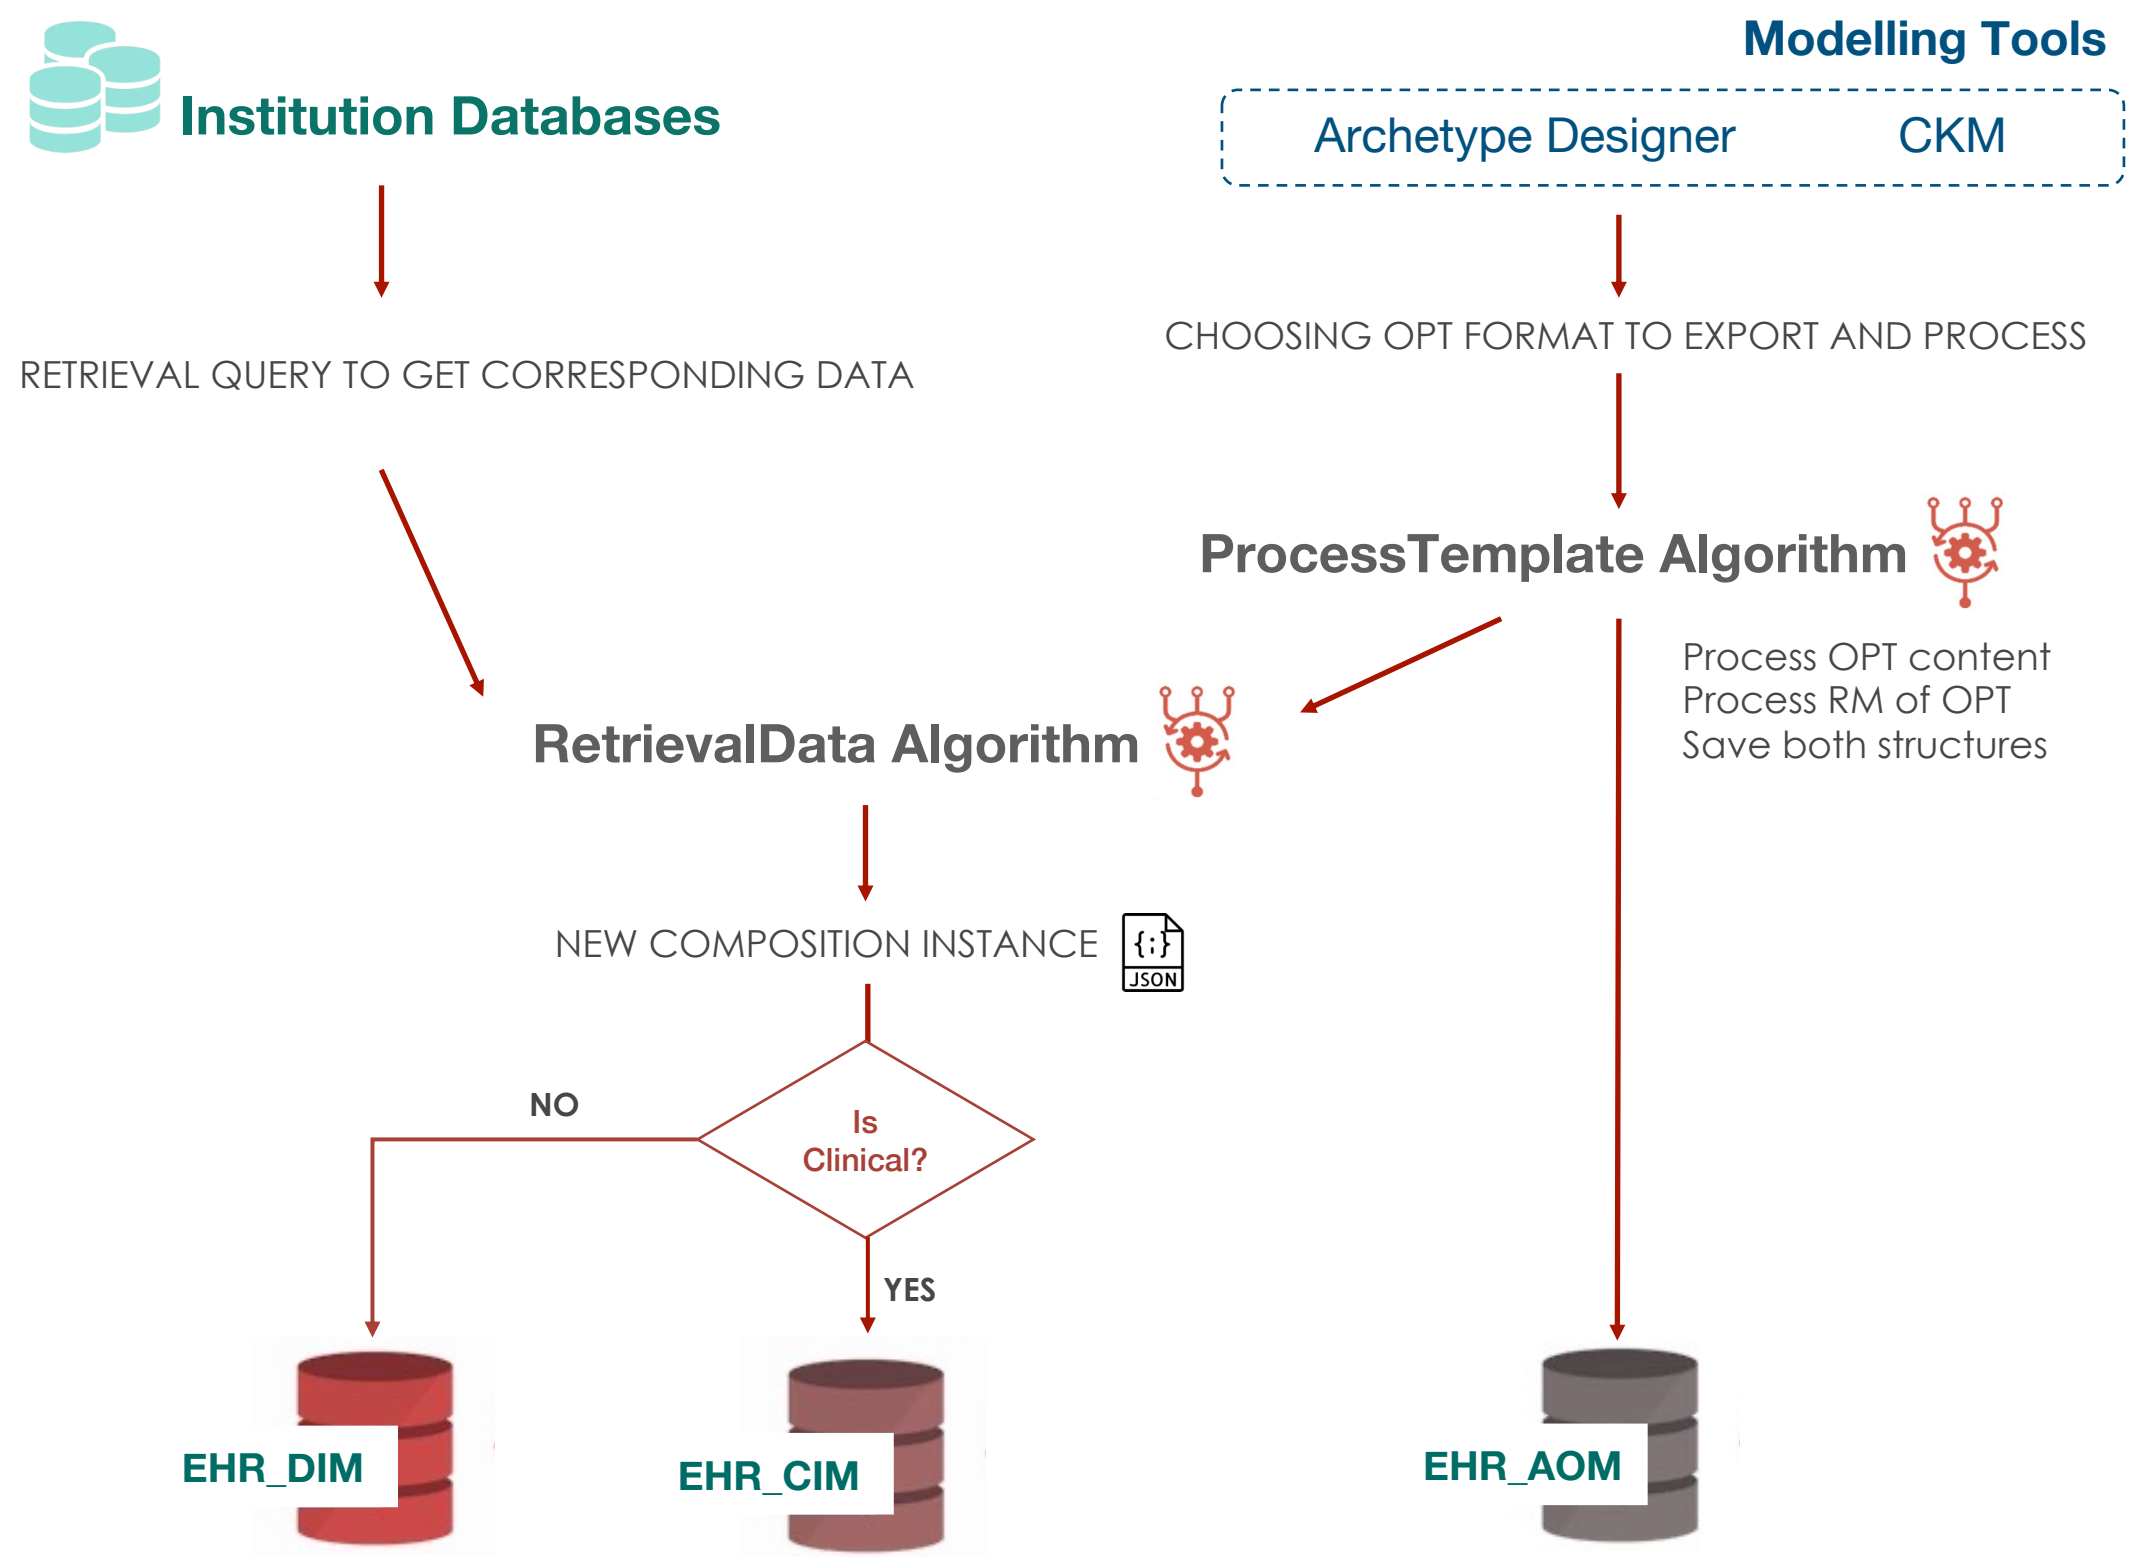 Modelling Tools
Institution Databases
Archetype Designer
CKM
CHOOSING OPT FORMAT TO EXPORT AND PROCESS
RETRIEVAL QUERY TO GET CORRESPONDING DATA
ProcessTemplate Algorithm
Process OPT content
Process RM of OPT
Save both structures
RetrievalData Algorithm
NEW COMPOSITION INSTANCE
{;}
JSON
NO
Is
Clinical?
YES
EHR_DIM
EHR_CIM
EHR_AOM